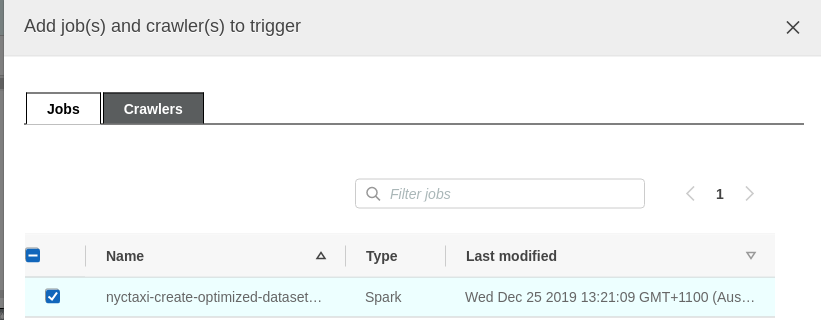 Add job(s) and crawler(s) to trigger
Jobs Crawlers
Filter jobs 1
Name Type Last modified
nyctaxi-create-optimized-dataset… Spark Wed Dec 25 2019 13:21:09 GMT+1100 (Aus…